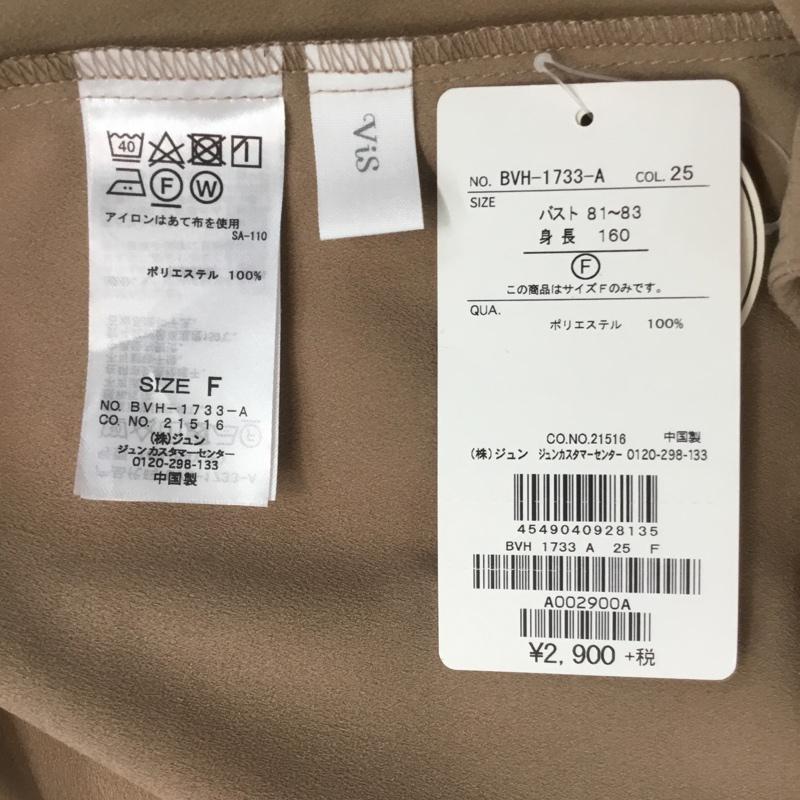 40
F W
アイロンはあて布を使用
SA-110
ポリエステル 100%
SIZE F
NO. BVH-1733-A
CO. NO. 21516
(株)ジュン
ジュンカスタマーセンター
0120-298-133
中国製
ViS
NO. BVH-1733-A COL. 25
SIZE
バスト 81～83
身長 160
F
この商品はサイズFのみです。
QUA.
ポリエステル 100%
CO.NO.21516 中国製
(株)ジュン ジュンカスタマーセンター 0120-298-133
4549040928135
BVH 1733 A 25 F
A002900A
¥2,900 +税